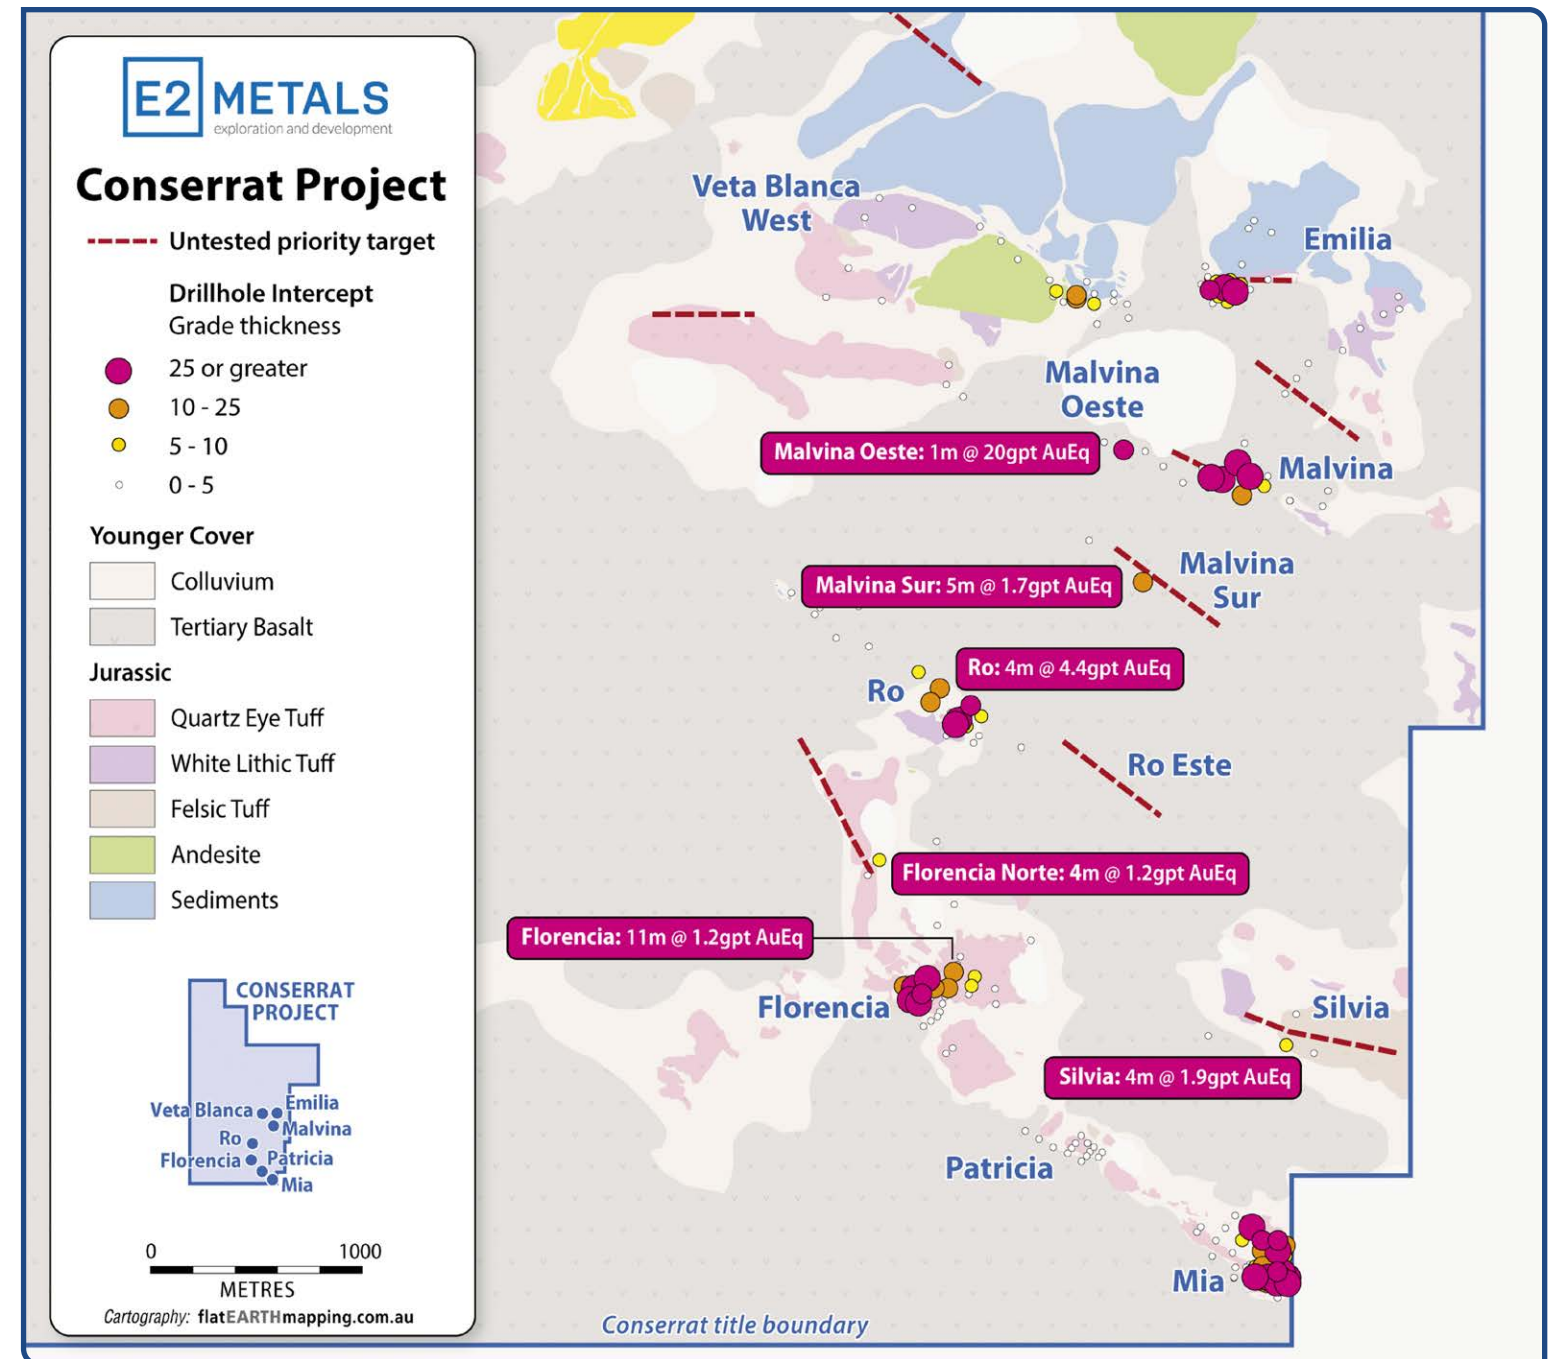 E2 METALS
exploration and development
Conserrat Project
Untested priority target
Drillhole Intercept
Grade thickness
25 or greater
10 - 25
5 - 10
0 - 5
Younger Cover
Colluvium
Tertiary Basalt
Jurassic
Quartz Eye Tuff
White Lithic Tuff
Felsic Tuff
Andesite
Sediments
CONSERRAT
PROJECT
Veta Blanca
Emilia
Malvina
Ro
Florencia
Patricia
Mia
0 1000
METRES
Cartography: flatEARTHmapping.com.au
Veta Blanca
West
Emilia
Malvina
Oeste
Malvina Oeste: 1m @ 20gpt AuEq
Malvina
Malvina
Sur
Malvina Sur: 5m @ 1.7gpt AuEq
Ro: 4m @ 4.4gpt AuEq
Ro
Ro Este
Florencia Norte: 4m @ 1.2gpt AuEq
Florencia: 11m @ 1.2gpt AuEq
Florencia
Silvia
Silvia: 4m @ 1.9gpt AuEq
Patricia
Mia
Conserrat title boundary